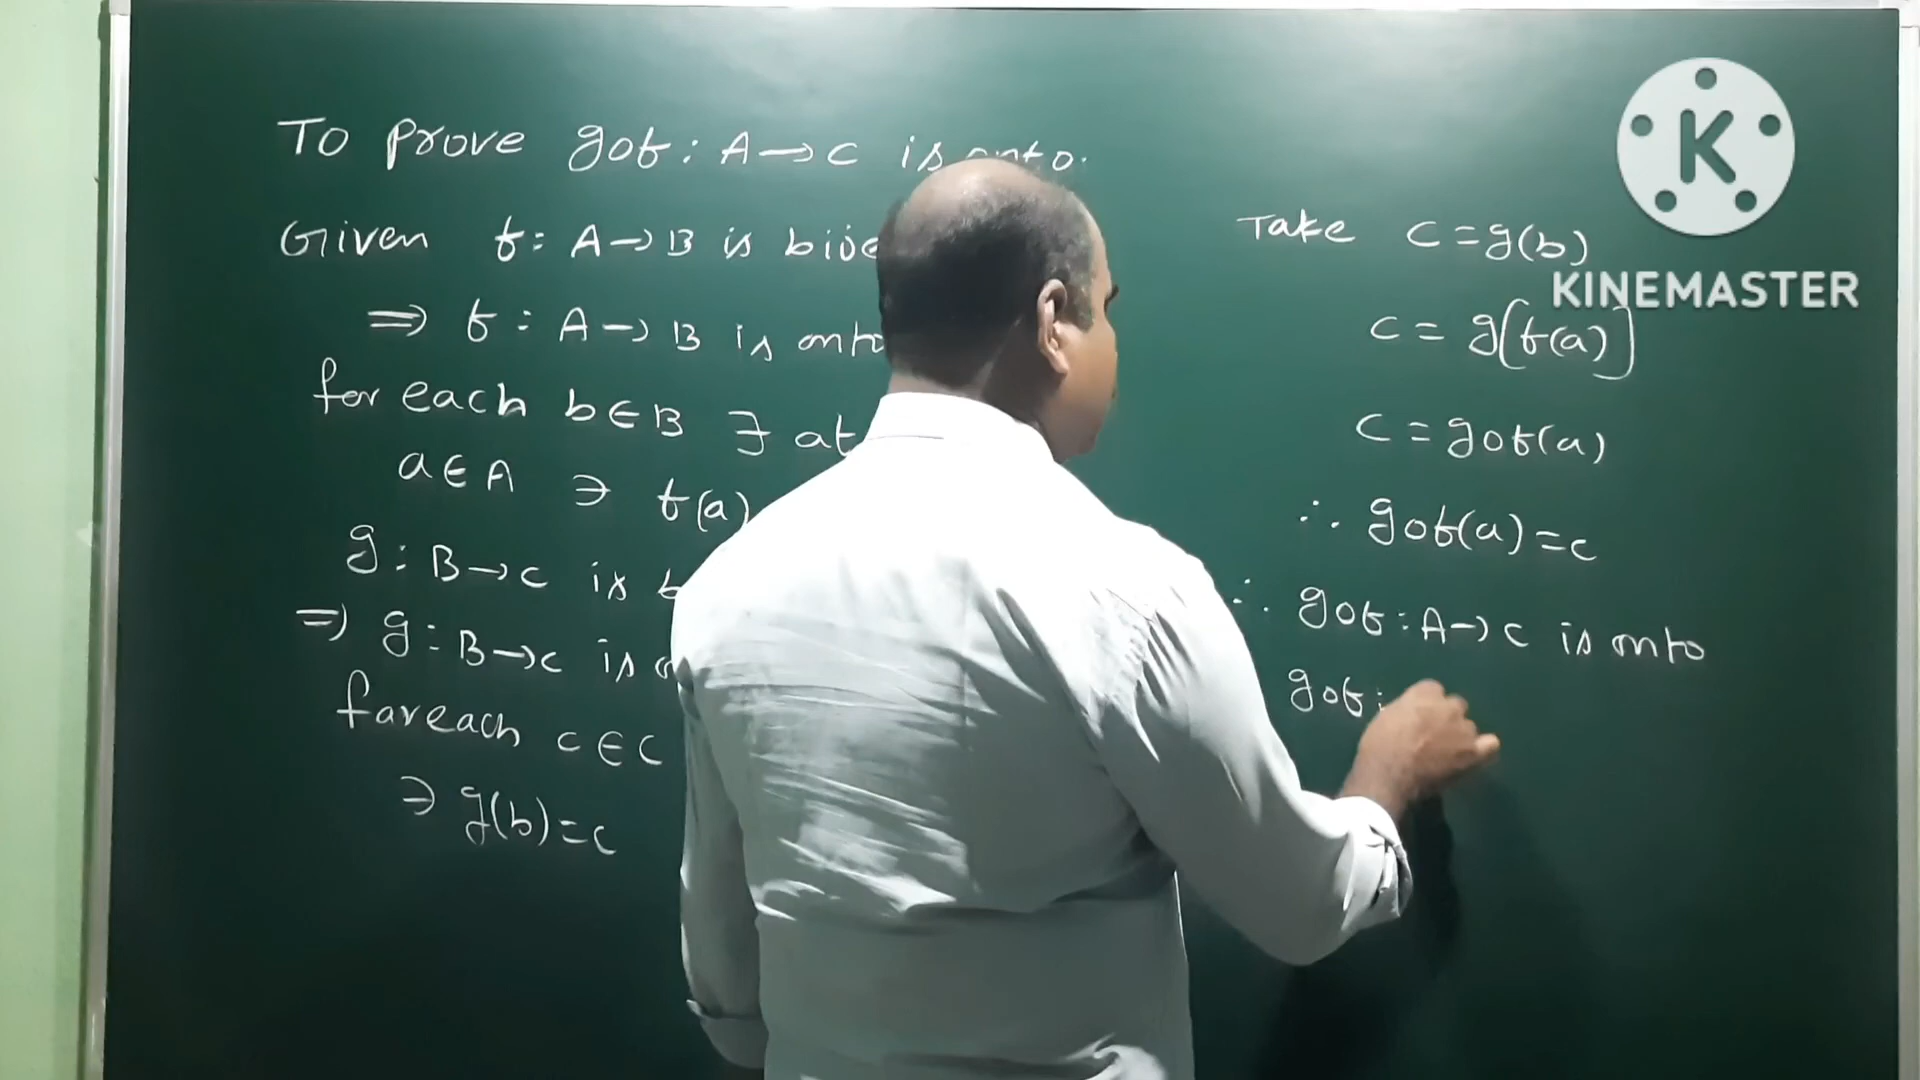 To prove gof : A→C is onto.
Given f: A→B is bije
⇒ f : A→B is onto
for each b∈B ∃ at
a∈A ∋ f(a)
g : B→C is b
⇒ g : B→C is o
for each c∈C
∋ g(b)=c
Take c=g(b)
c = g[f(a)]
c = gof(a)
∴ gof(a)=c
∴ gof : A→C is onto
gof :
K
KINEMASTER